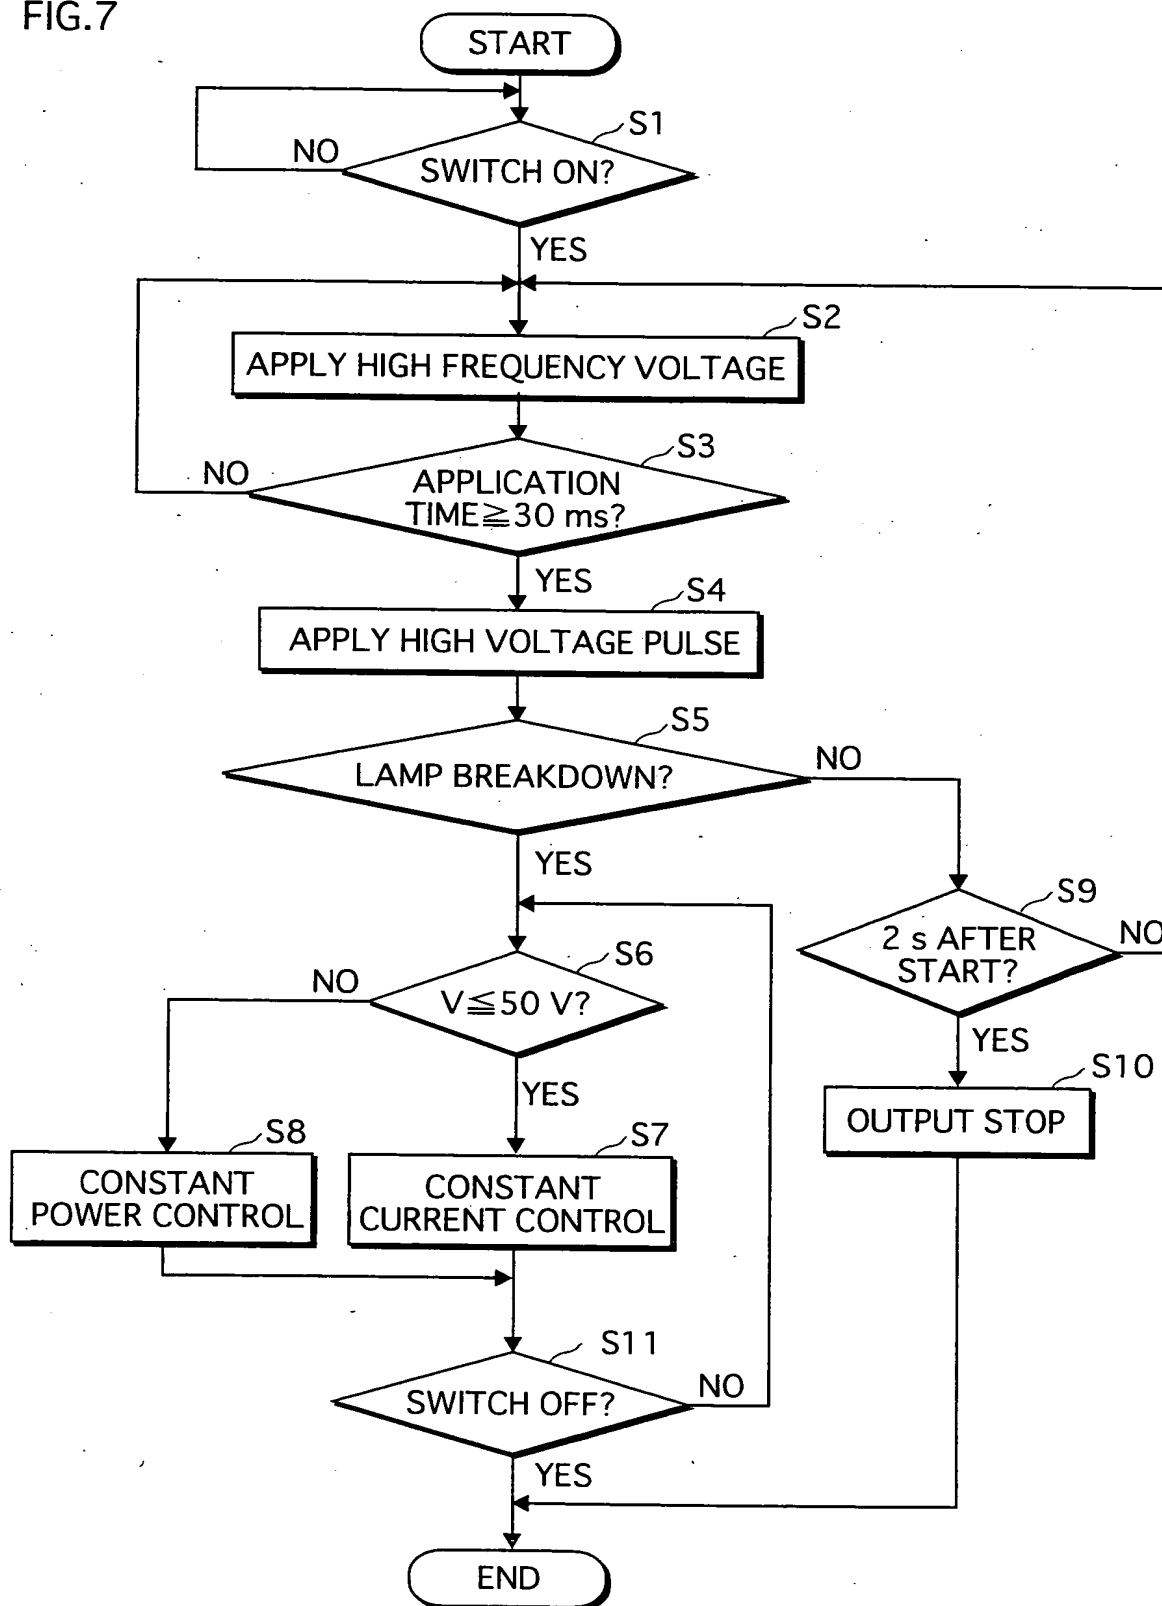 FIG.7
START
S1
NO
SWITCH ON?
YES
S2
APPLY HIGH FREQUENCY VOLTAGE
S3
NO
APPLICATION
TIME≧30 ms?
YES
S4
APPLY HIGH VOLTAGE PULSE
S5
LAMP BREAKDOWN?
NO
YES
S9
2 s AFTER
START?
NO
S6
NO
V≦50 V?
YES
YES
S10
OUTPUT STOP
S8
CONSTANT
POWER CONTROL
S7
CONSTANT
CURRENT CONTROL
S11
SWITCH OFF?
NO
YES
END